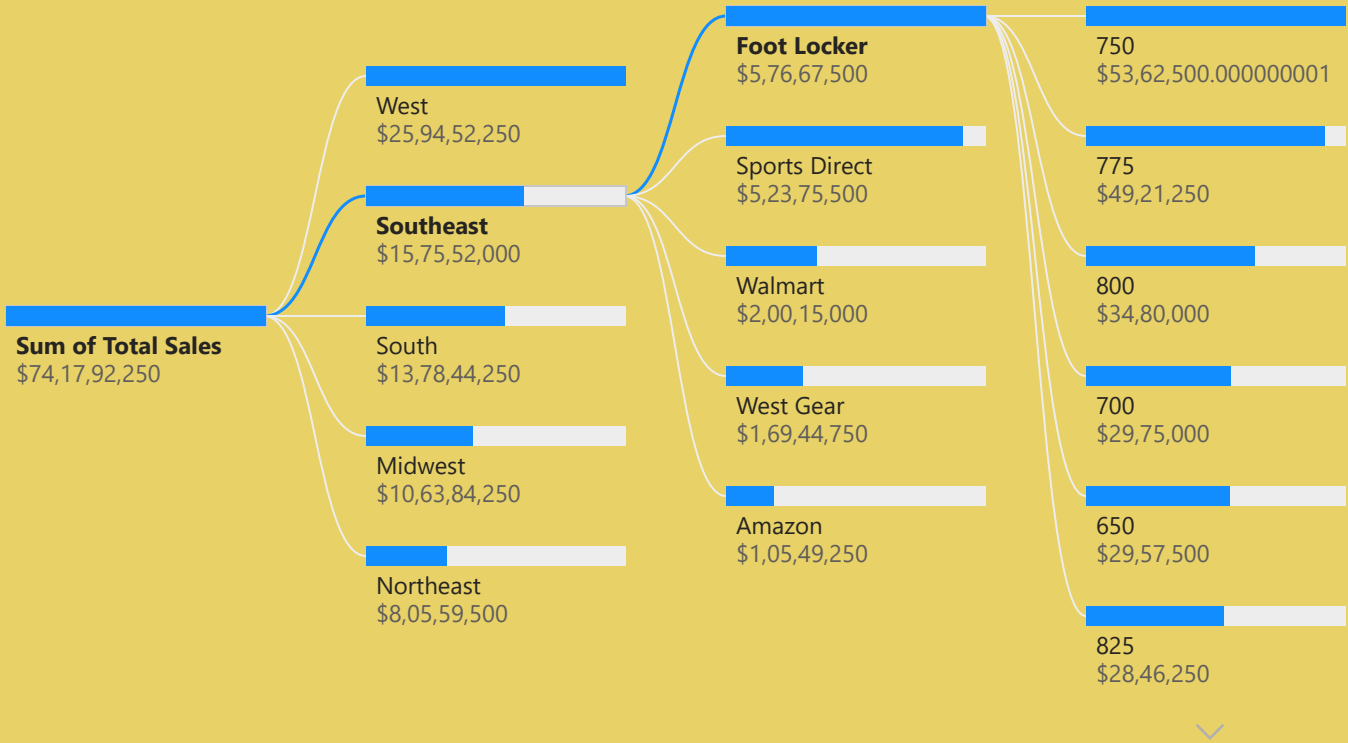 Sum of Total Sales
$74,17,92,250
West
$25,94,52,250
Southeast
$15,75,52,000
South
$13,78,44,250
Midwest
$10,63,84,250
Northeast
$8,05,59,500
Foot Locker
$5,76,67,500
Sports Direct
$5,23,75,500
Walmart
$2,00,15,000
West Gear
$1,69,44,750
Amazon
$1,05,49,250
750
$53,62,500.000000001
775
$49,21,250
800
$34,80,000
700
$29,75,000
650
$29,57,500
825
$28,46,250